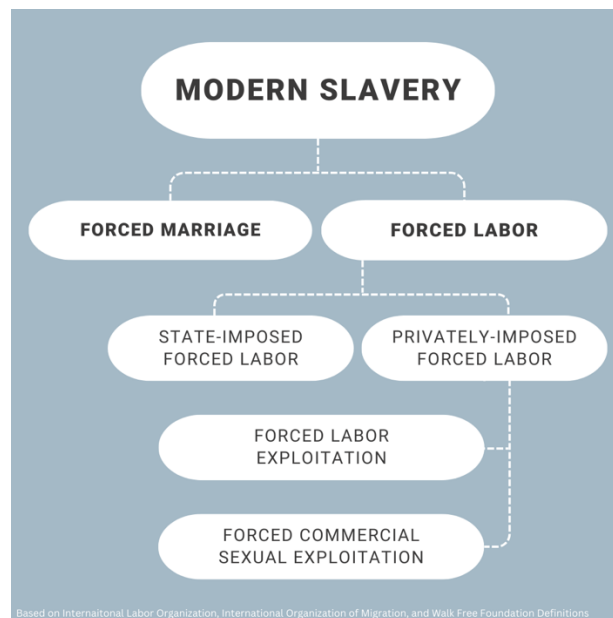 MODERN SLAVERY
FORCED MARRIAGE
FORCED LABOR
STATE-IMPOSED
FORCED LABOR
PRIVATELY-IMPOSED
FORCED LABOR
FORCED LABOR
EXPLOITATION
FORCED COMMERCIAL
SEXUAL EXPLOITATION
Based on Internaitonal Labor Organization, International Organization of Migration, and Walk Free Foundation Definitions